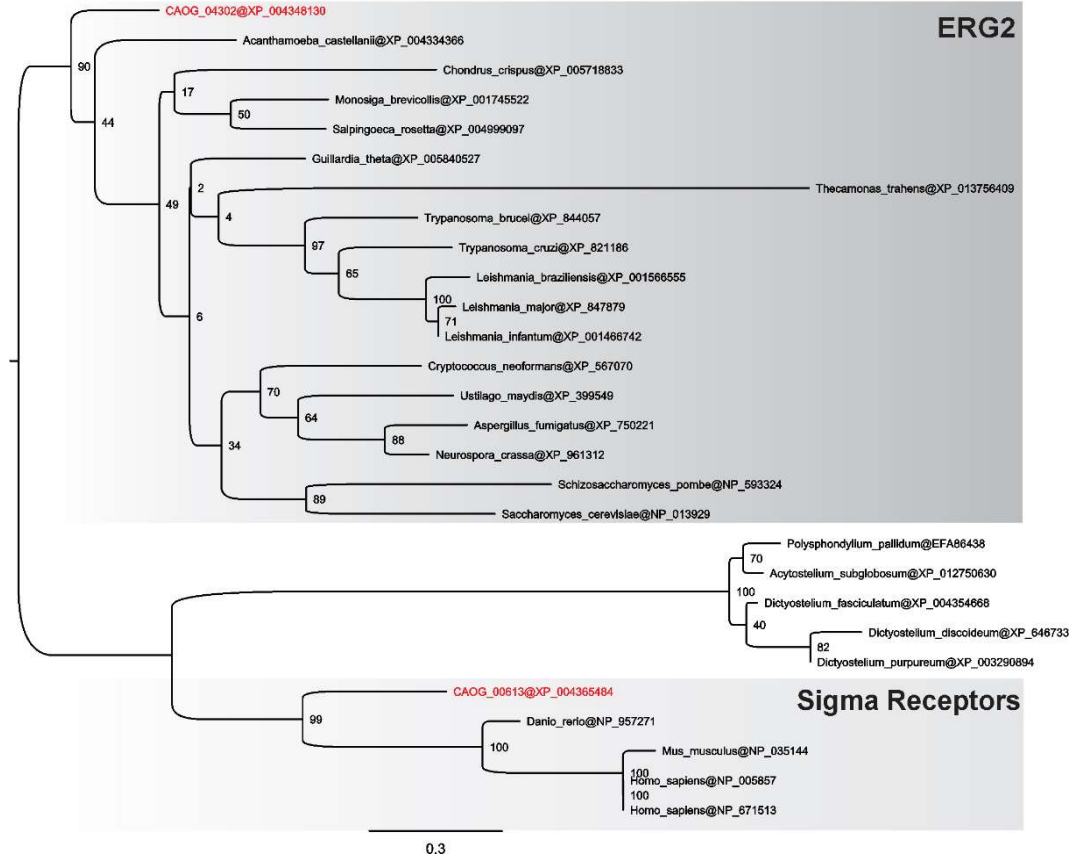 CAOG_04302@XP_004348130
ERG2
Acanthamoeba_castellanii@XP_004334366
90
Chondrus_crispus@XP_005718833
17
Monosiga_brevicollis@XP_001745522
50
44
Salpingoeca_rosetta@XP_004999097
Guillardia_theta@XP_005840527
2
Thecamonas_trahens@XP_013756409
49
4
Trypanosoma_brucei@XP_844057
97
Trypanosoma_cruzi@XP_821186
65
Leishmania_braziliensis@XP_001566555
100
Leishmania_major@XP_847879
6
71
Leishmania_infantum@XP_001466742
Cryptococcus_neoformans@XP_567070
70
Ustilago_maydis@XP_399549
64
Aspergillus_fumigatus@XP_750221
88
34
Neurospora_crassa@XP_961312
Schizosaccharomyces_pombe@NP_593324
89
Saccharomyces_cerevisiae@NP_013929
Polysphondylium_pallidum@EFA86438
70
Acytostelium_subglobosum@XP_012750630
100
Dictyostelium_fasciculatum@XP_004354668
40
Dictyostelium_discoideum@XP_646733
82
Dictyostelium_purpureum@XP_003290894
CAOG_00613@XP_004365484
Sigma Receptors
99
Danio_rerio@NP_957271
100
Mus_musculus@NP_035144
100
Homo_sapiens@NP_005857
100
Homo_sapiens@NP_671513
0.3